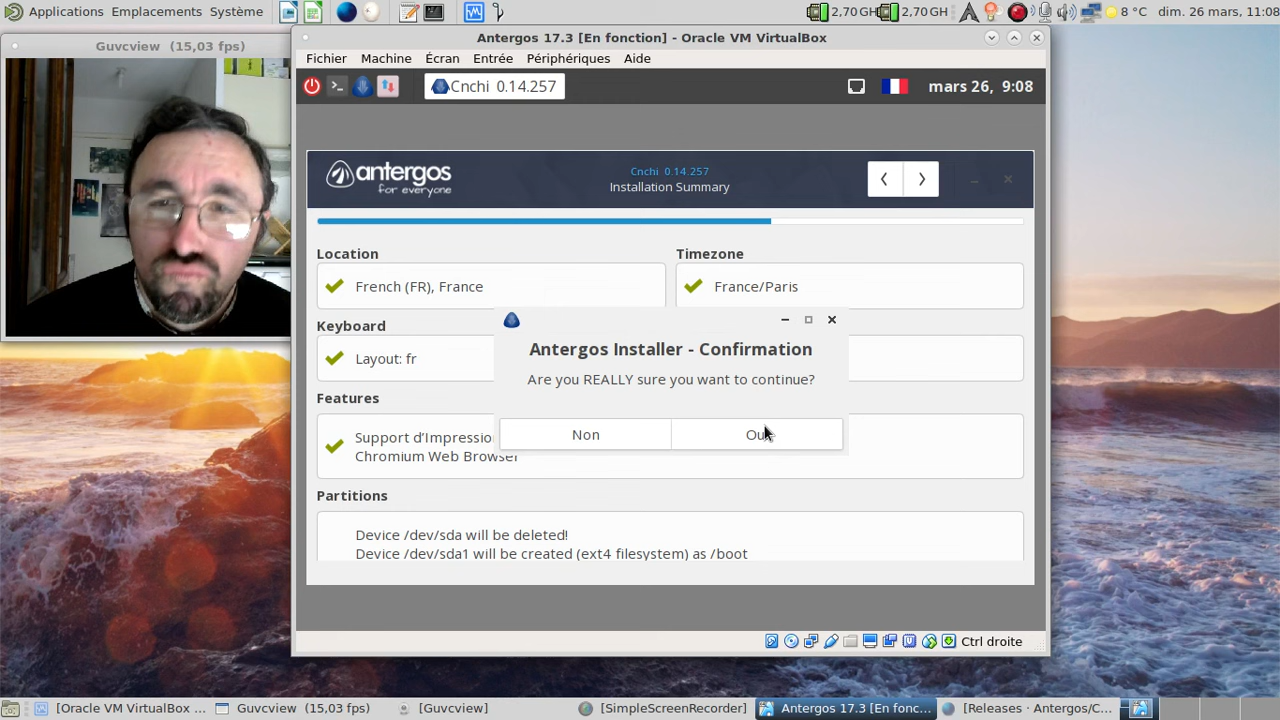 Applications Emplacements Système
2,70 GH 2,70 GH 8 °C dim. 26 mars, 11:08
Guvcview (15,03 fps)
Antergos 17.3 [En fonction] - Oracle VM VirtualBox
Fichier Machine Écran Entrée Périphériques Aide
Cnchi 0.14.257
mars 26, 9:08
antergos
for everyone
Cnchi 0.14.257
Installation Summary
Location
French (FR), France
Timezone
France/Paris
Keyboard
Layout: fr
Antergos Installer - Confirmation
Are you REALLY sure you want to continue?
Non
Features
Support d’Impressio
Chromium Web Browser
Partitions
Device /dev/sda will be deleted!
Device /dev/sda1 will be created (ext4 filesystem) as /boot
Ctrl droite
[Oracle VM VirtualBox ... Guvcview (15,03 fps) [Guvcview] [SimpleScreenRecorder] Antergos 17.3 [En fonc... [Releases · Antergos/C...